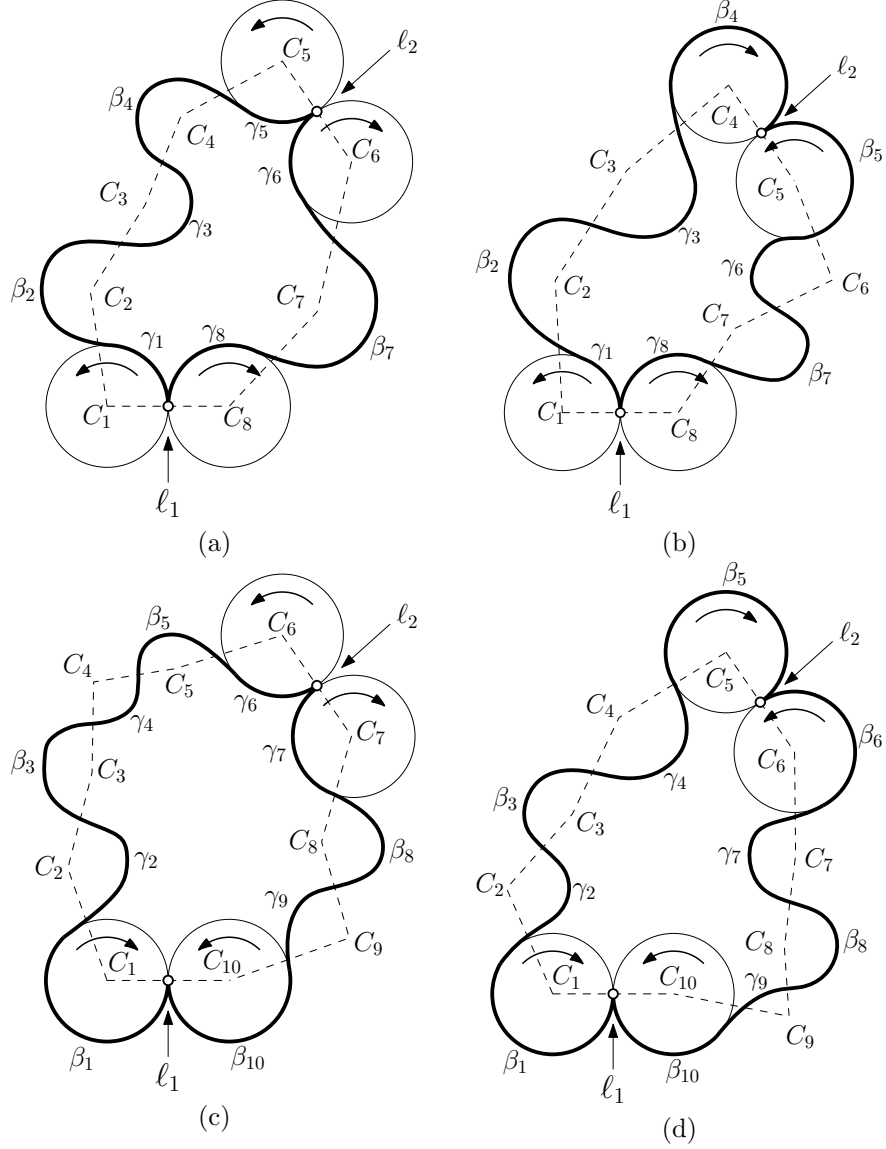 C₅
ℓ₂
β₄
C₄
γ₅
C₆
γ₆
C₃
γ₃
β₂
C₂
C₇
γ₁
γ₈
β₇
C₁
C₈
ℓ₁
(a)
β₄
ℓ₂
C₄
β₅
C₃
C₅
γ₃
β₂
γ₆
C₂
C₆
C₇
γ₁
γ₈
β₇
C₁
C₈
ℓ₁
(b)
β₅
C₆
ℓ₂
C₄
C₅
γ₆
γ₄
C₇
γ₇
β₃
C₃
C₈
β₈
C₂
γ₂
γ₉
C₉
C₁
C₁₀
β₁
β₁₀
ℓ₁
(c)
β₅
ℓ₂
C₅
C₄
β₆
C₆
γ₄
β₃
C₃
γ₇
C₇
C₂
γ₂
C₈
β₈
C₁
C₁₀
γ₉
C₉
β₁
β₁₀
ℓ₁
(d)